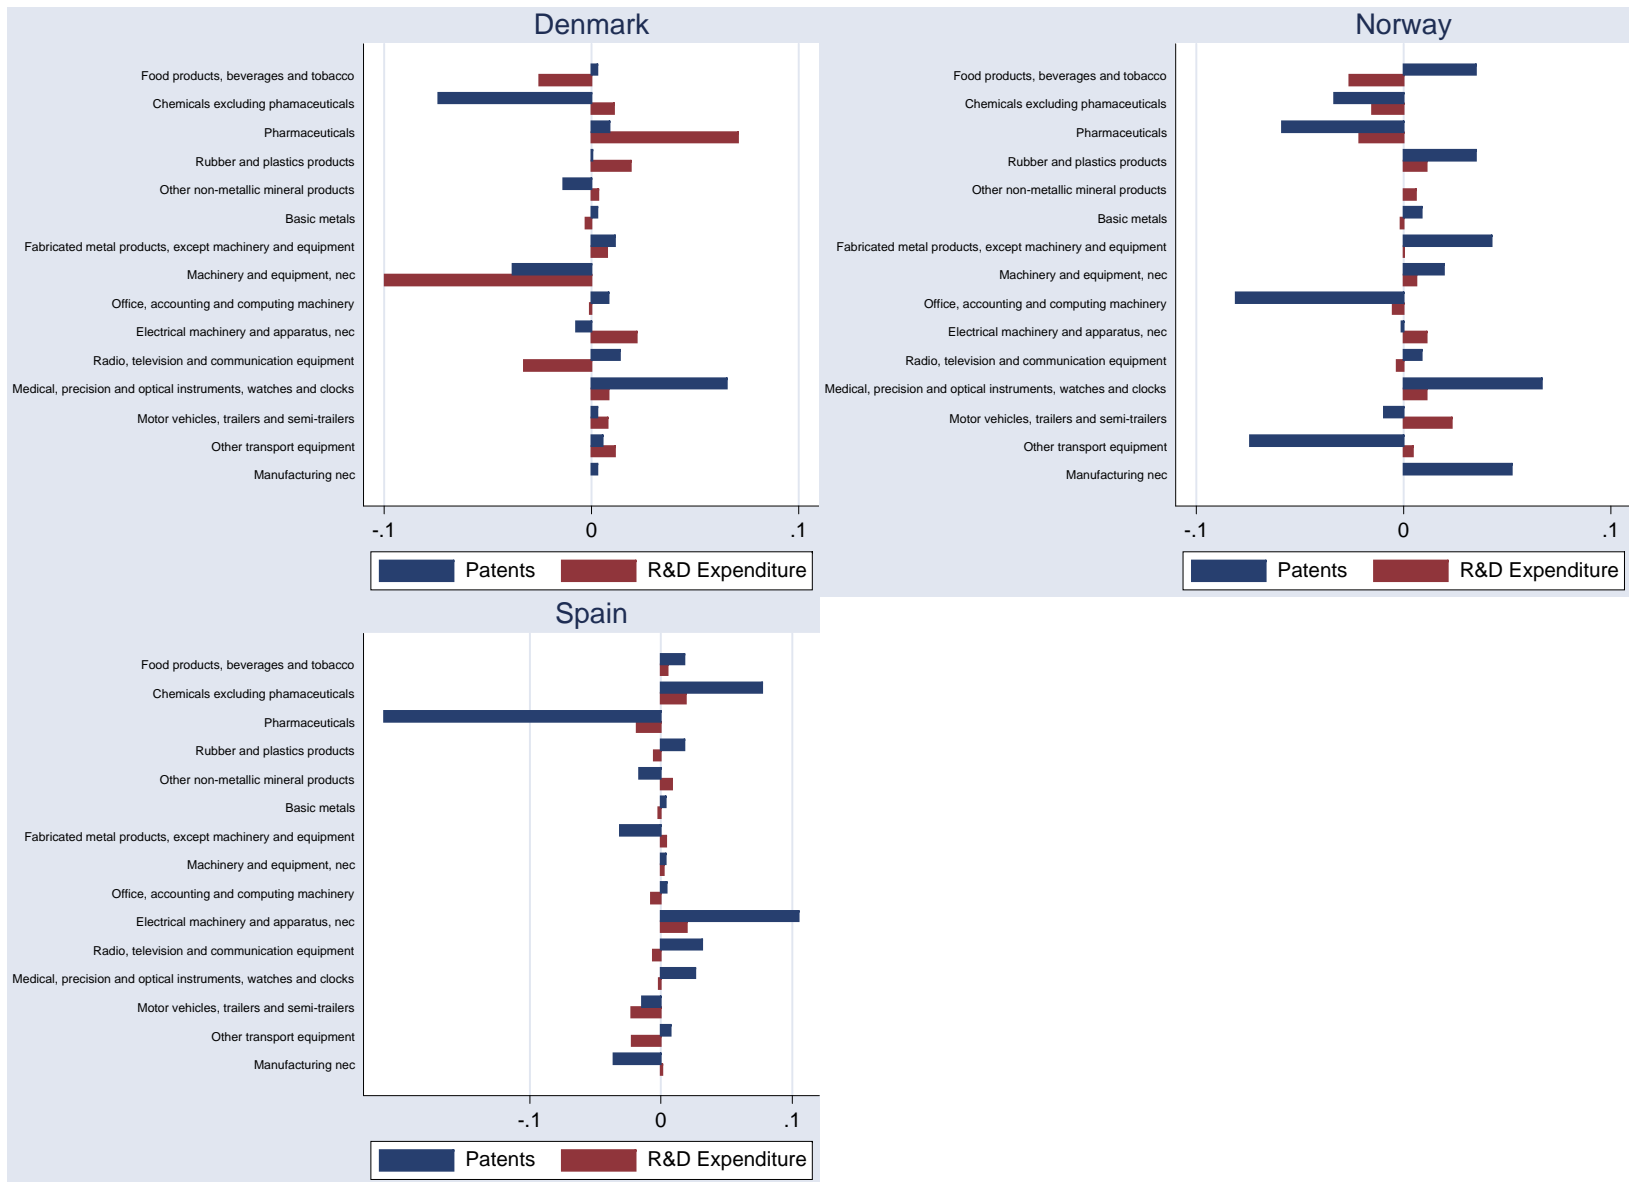 Denmark
Food products, beverages and tobacco
Chemicals excluding phamaceuticals
Pharmaceuticals
Rubber and plastics products
Other non-metallic mineral products
Basic metals
Fabricated metal products, except machinery and equipment
Machinery and equipment, nec
Office, accounting and computing machinery
Electrical machinery and apparatus, nec
Radio, television and communication equipment
Medical, precision and optical instruments, watches and clocks
Motor vehicles, trailers and semi-trailers
Other transport equipment
Manufacturing nec
-.1 0 .1
Patents R&D Expenditure
Norway
Food products, beverages and tobacco
Chemicals excluding phamaceuticals
Pharmaceuticals
Rubber and plastics products
Other non-metallic mineral products
Basic metals
Fabricated metal products, except machinery and equipment
Machinery and equipment, nec
Office, accounting and computing machinery
Electrical machinery and apparatus, nec
Radio, television and communication equipment
Medical, precision and optical instruments, watches and clocks
Motor vehicles, trailers and semi-trailers
Other transport equipment
Manufacturing nec
-.1 0 .1
Patents R&D Expenditure
Spain
Food products, beverages and tobacco
Chemicals excluding phamaceuticals
Pharmaceuticals
Rubber and plastics products
Other non-metallic mineral products
Basic metals
Fabricated metal products, except machinery and equipment
Machinery and equipment, nec
Office, accounting and computing machinery
Electrical machinery and apparatus, nec
Radio, television and communication equipment
Medical, precision and optical instruments, watches and clocks
Motor vehicles, trailers and semi-trailers
Other transport equipment
Manufacturing nec
-.1 0 .1
Patents R&D Expenditure